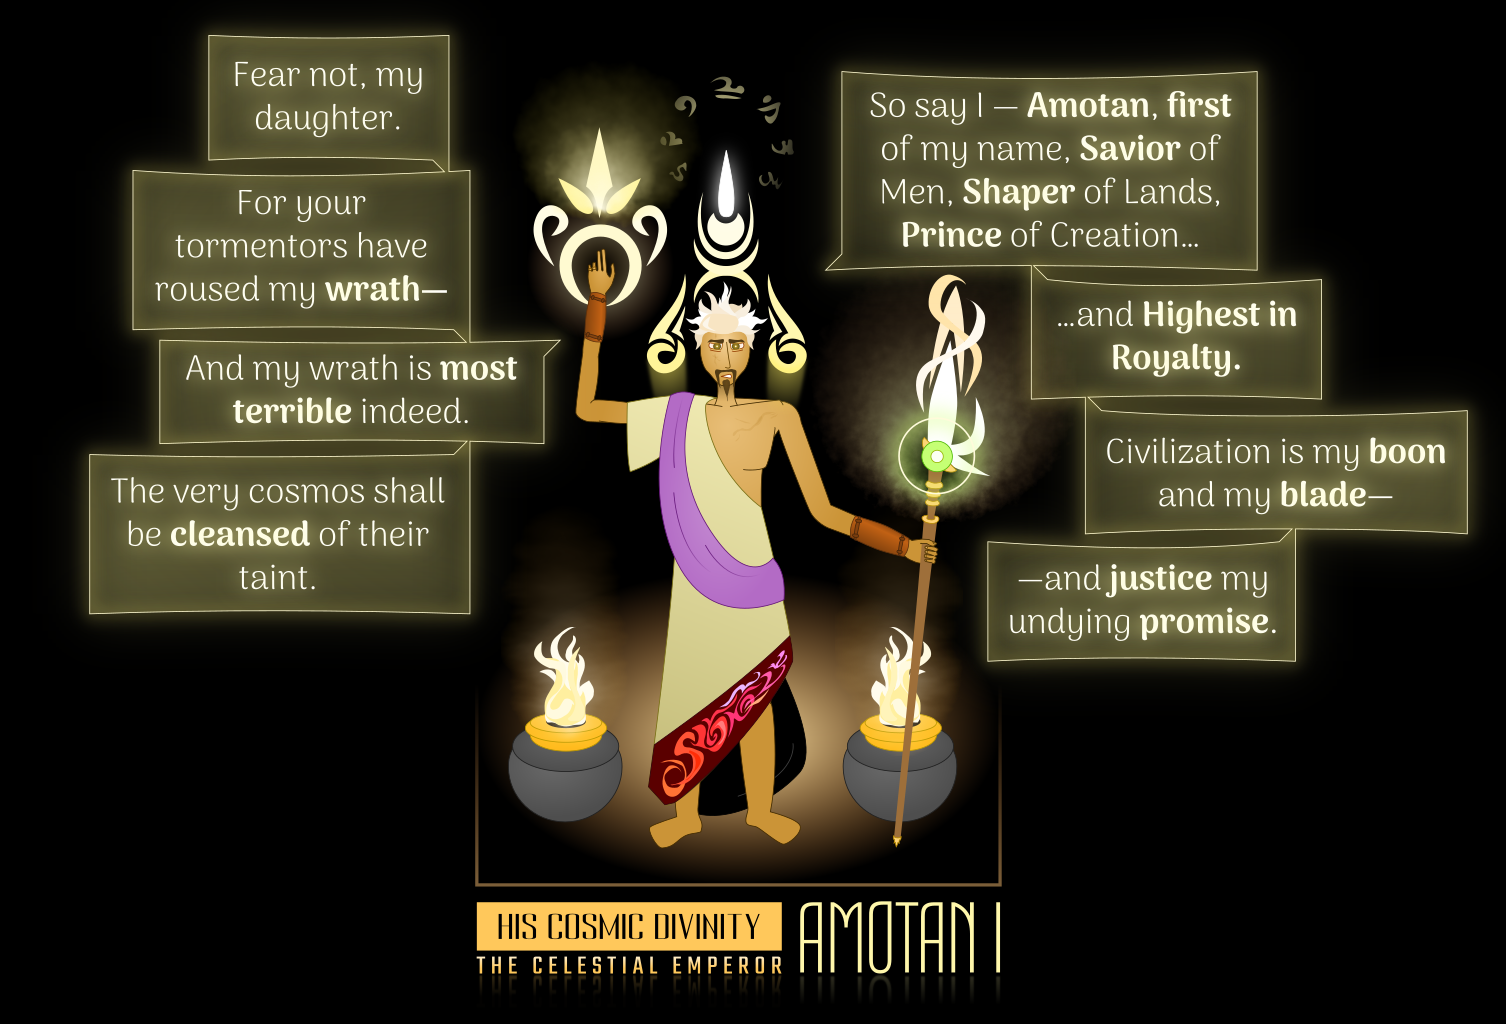 Fear not, my
daughter.
For your
tormentors have
roused my wrath—
And my wrath is most
terrible indeed.
The very cosmos shall
be cleansed of their
taint.
So say I — Amotan, first
of my name, Savior of
Men, Shaper of Lands,
Prince of Creation...
...and Highest in
Royalty.
Civilization is my boon
and my blade—
—and justice my
undying promise.
HIS COSMIC DIVINITY
THE CELESTIAL EMPEROR
AMOTAN I